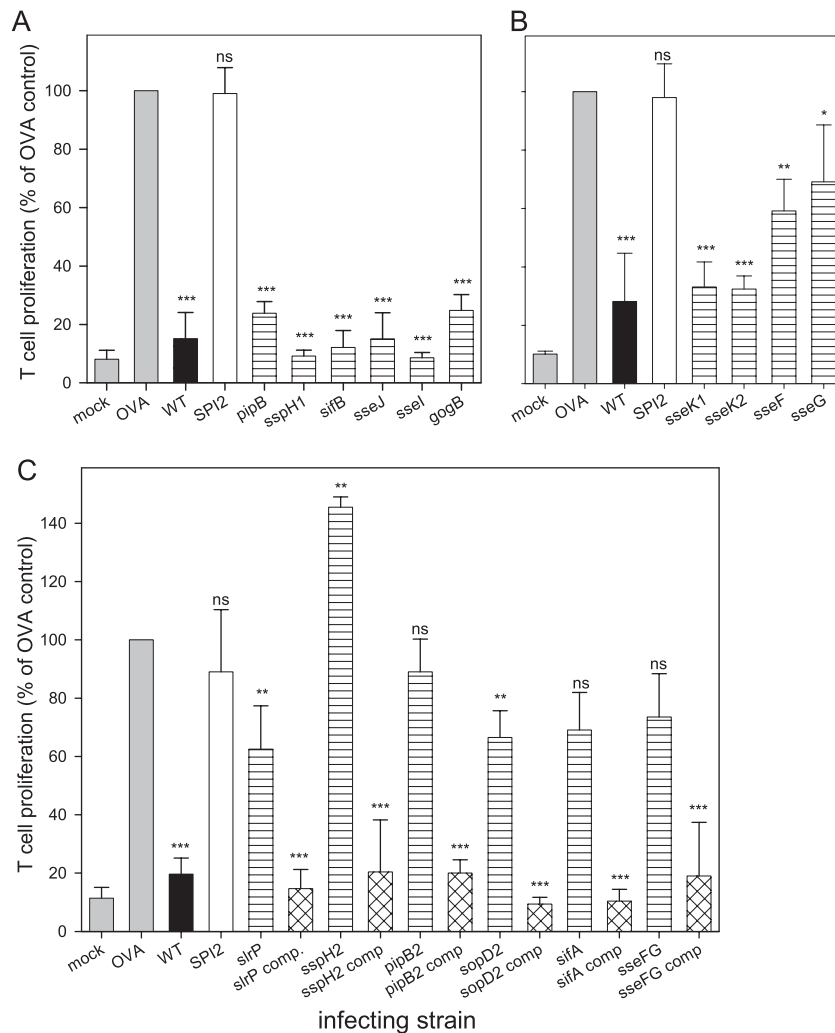 A
T cell proliferation (% of OVA control)
100
80
60
40
20
0
ns
***
***
***
***
***
***
***
mock
OVA
WT
SPI2
pipB
sspH1
sifB
sseJ
sseI
gogB
B
ns
***
***
***
**
*
mock
OVA
WT
SPI2
sseK1
sseK2
sseF
sseG
C
T cell proliferation (% of OVA control)
140
120
100
80
60
40
20
0
***
ns
**
***
**
***
ns
***
**
***
ns
***
ns
***
mock
OVA
WT
SPI2
slrP
slrP comp.
sspH2
sspH2 comp
pipB2
pipB2 comp
sopD2
sopD2 comp
sifA
sifA comp
sseFG
sseFG comp
infecting strain